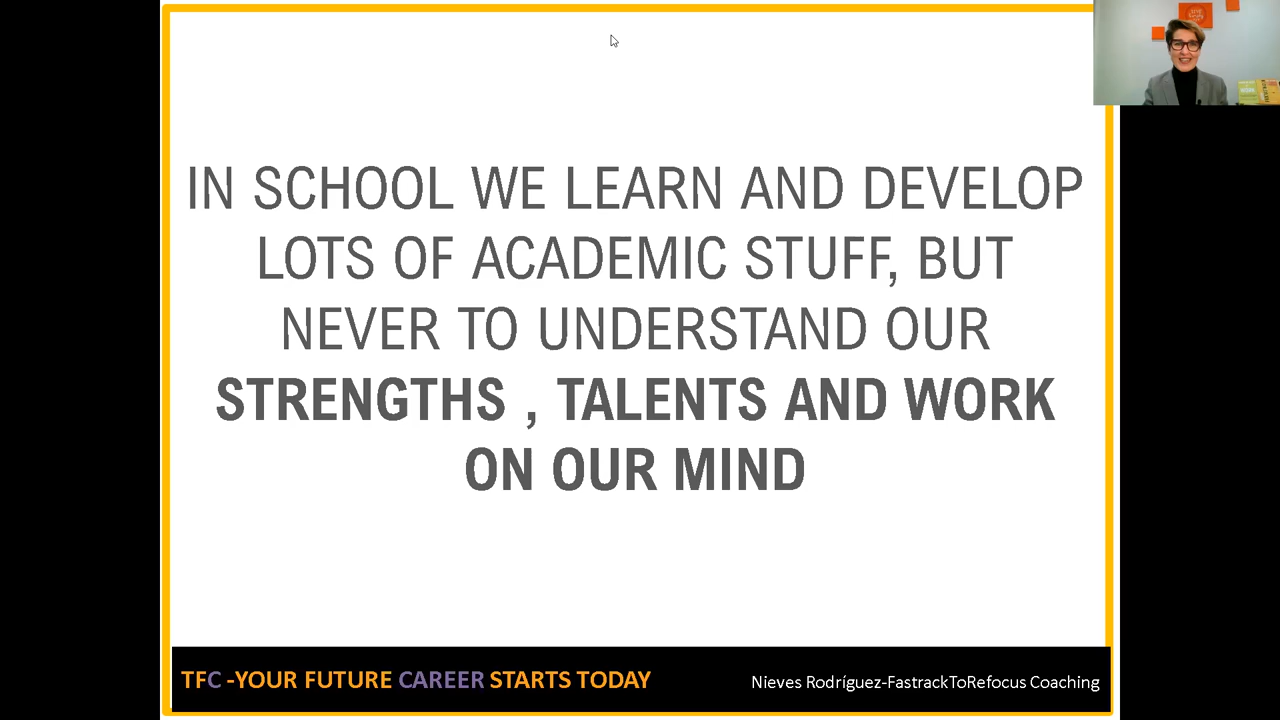 IN SCHOOL WE LEARN AND DEVELOP
LOTS OF ACADEMIC STUFF, BUT
NEVER TO UNDERSTAND OUR
STRENGTHS , TALENTS AND WORK
ON OUR MIND
TFC -YOUR FUTURE CAREER STARTS TODAY
Nieves Rodríguez-FastrackToRefocus Coaching